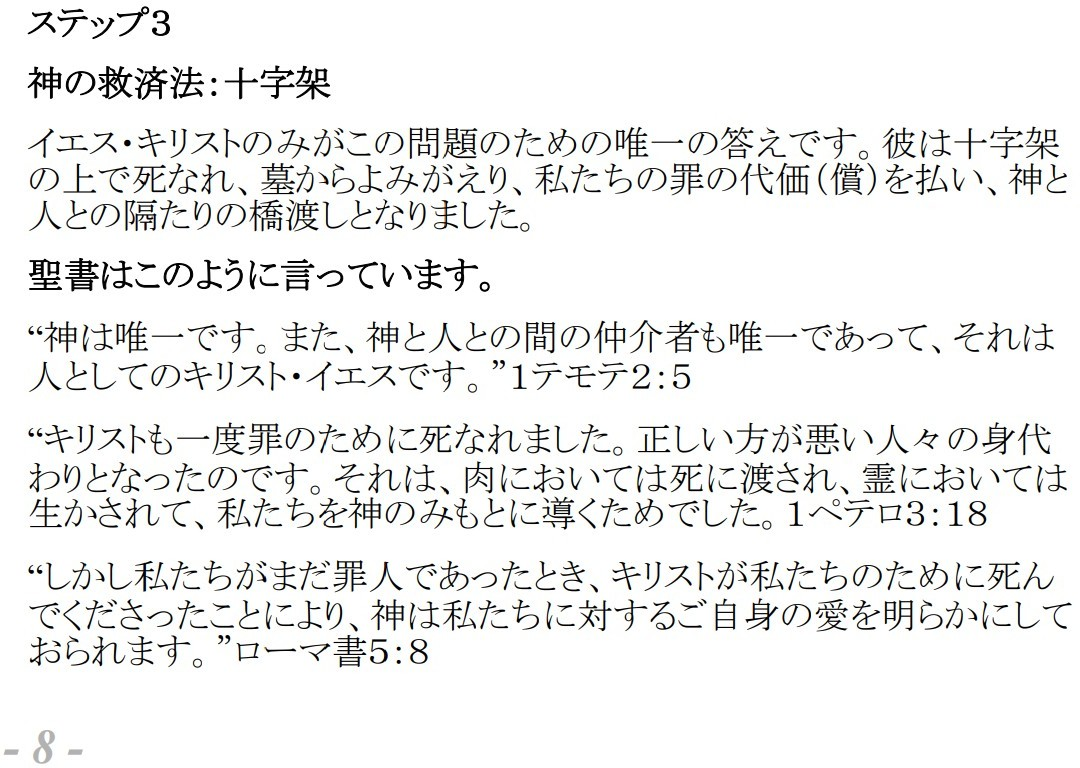 ステップ３
神の救済法：十字架
イエス・キリストのみがこの問題のための唯一の答えです。彼は十字架
の上で死なれ、墓からよみがえり、私たちの罪の代価（償）を払い、神と
人との隔たりの橋渡しとなりました。
聖書はこのように言っています。
“神は唯一です。また、神と人との間の仲介者も唯一であって、それは
人としてのキリスト・イエスです。”１テモテ２：５
“キリストも一度罪のために死なれました。正しい方が悪い人々の身代
わりとなったのです。それは、肉においては死に渡され、霊においては
生かされて、私たちを神のみもとに導くためでした。１ペテロ３：１８
“しかし私たちがまだ罪人であったとき、キリストが私たちのために死ん
でくださったことにより、神は私たちに対するご自身の愛を明らかにして
おられます。”ローマ書５：８
- 8 -